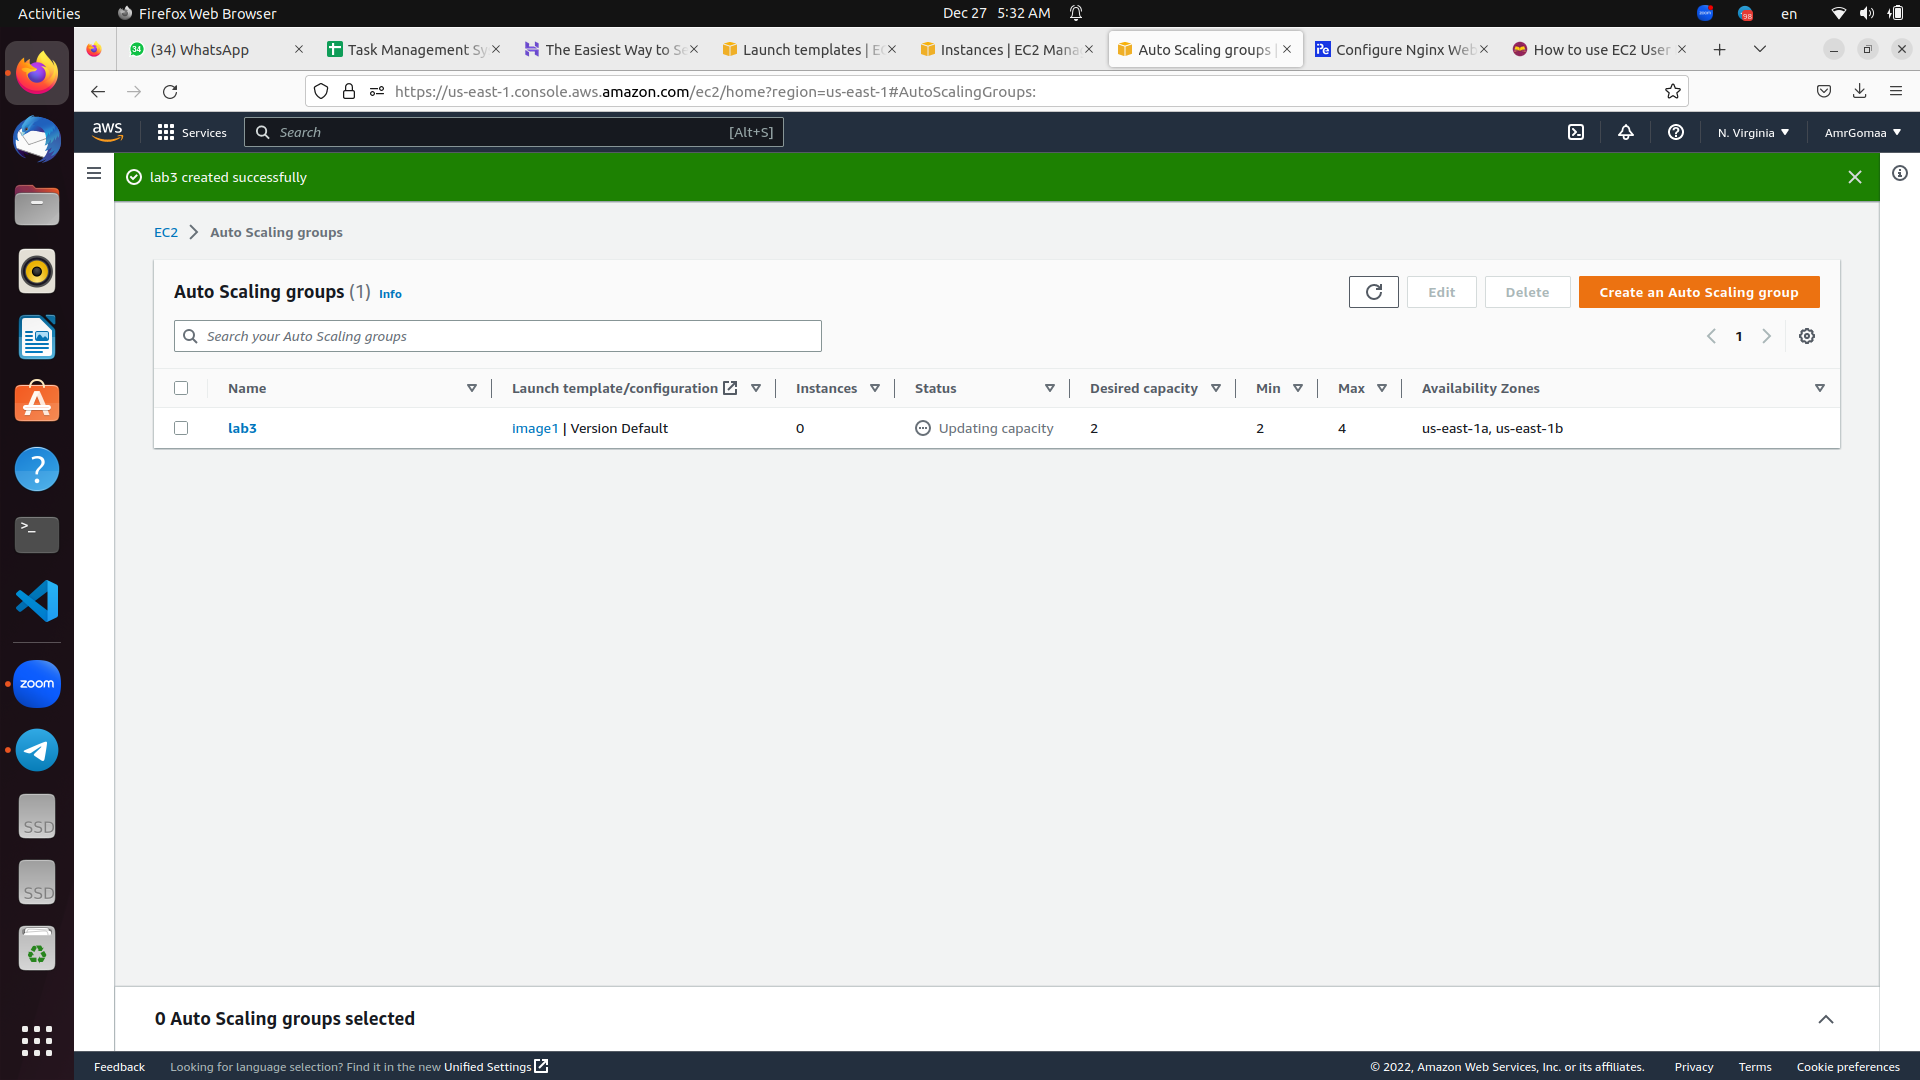 Activities
Firefox Web Browser
Dec 27 5:32 AM
98
en
34
(34) WhatsApp
Task Management Sy
The Easiest Way to Se
Launch templates | EC
Instances | EC2 Mana
Auto Scaling groups |
Configure Nginx Web
How to use EC2 User
https://us-east-1.console.aws.amazon.com/ec2/home?region=us-east-1#AutoScalingGroups:
aws
Services
Search
[Alt+S]
N. Virginia
AmrGomaa
lab3 created successfully
EC2
Auto Scaling groups
Auto Scaling groups (1) Info
Edit
Delete
Create an Auto Scaling group
Search your Auto Scaling groups
1
Name
Launch template/configuration
Instances
Status
Desired capacity
Min
Max
Availability Zones
lab3
image1 | Version Default
0
Updating capacity
2
2
4
us-east-1a, us-east-1b
zoom
SSD
SSD
0 Auto Scaling groups selected
Feedback
Looking for language selection? Find it in the new Unified Settings
© 2022, Amazon Web Services, Inc. or its affiliates.
Privacy
Terms
Cookie preferences